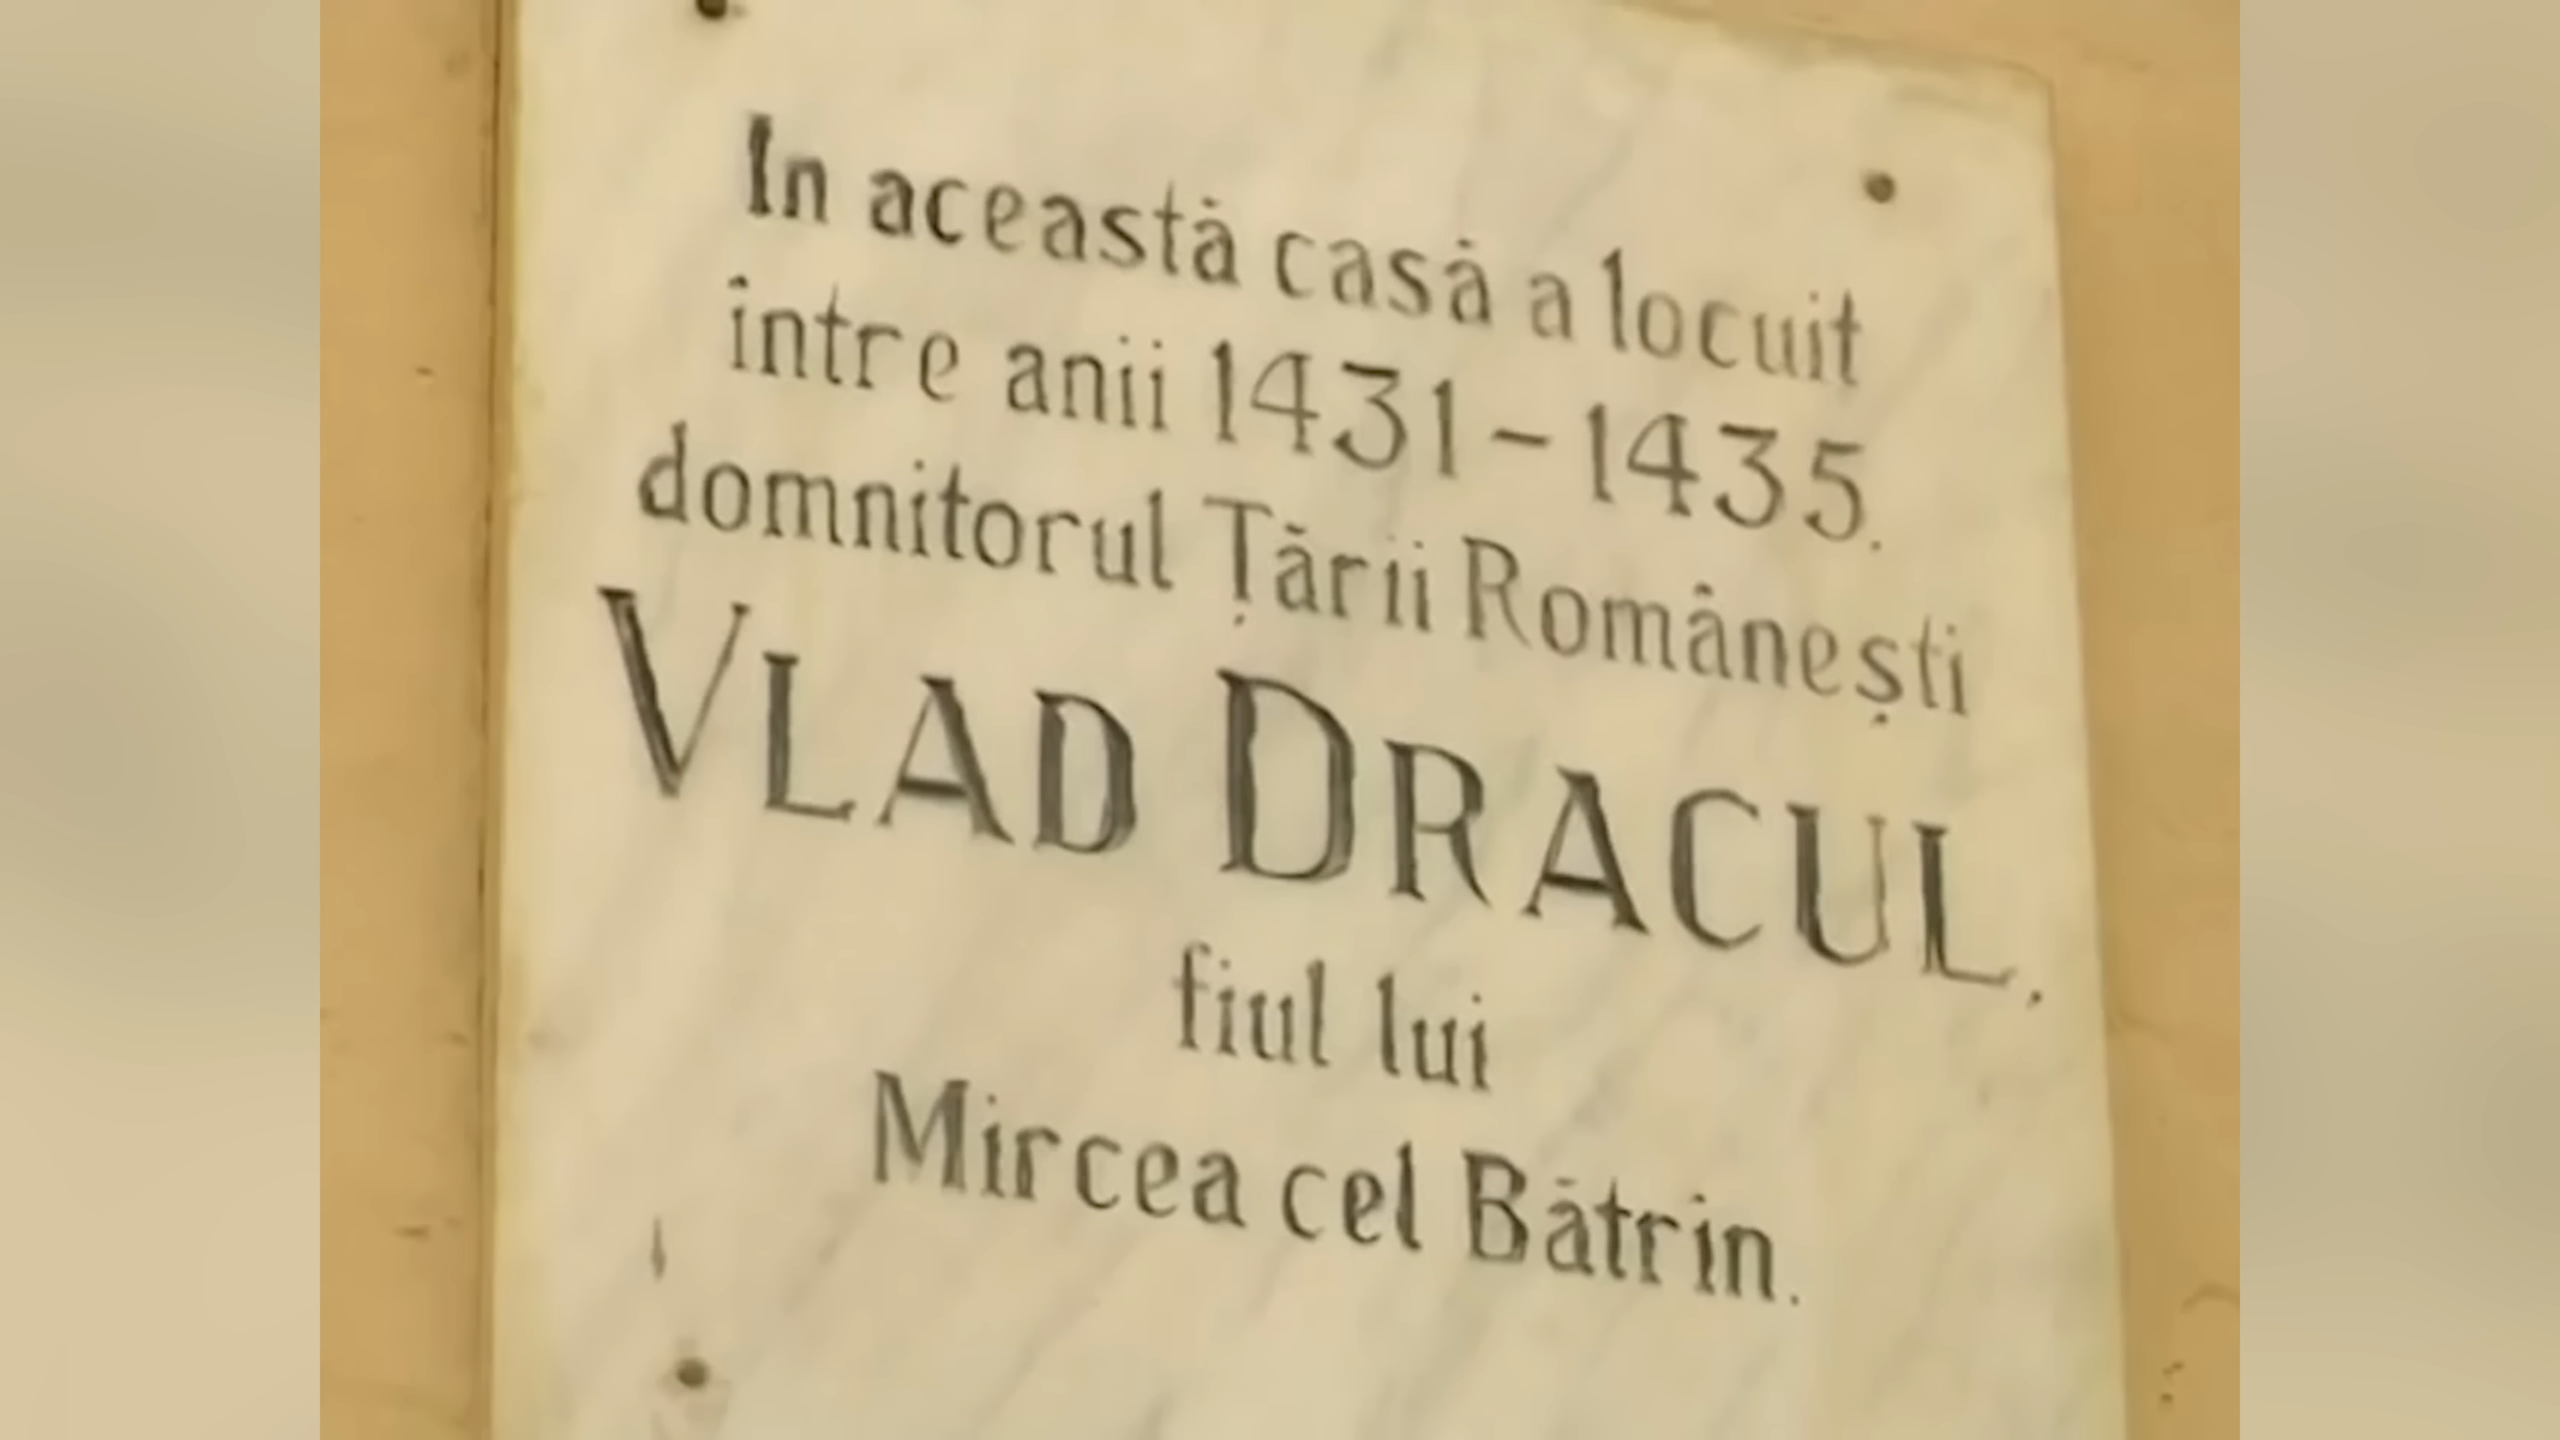 In această casă a locuit
între anii 1431-1435.
domnitorul Țării Românești
VLAD DRACUL.
fiul lui
Mircea cel Bătrin.